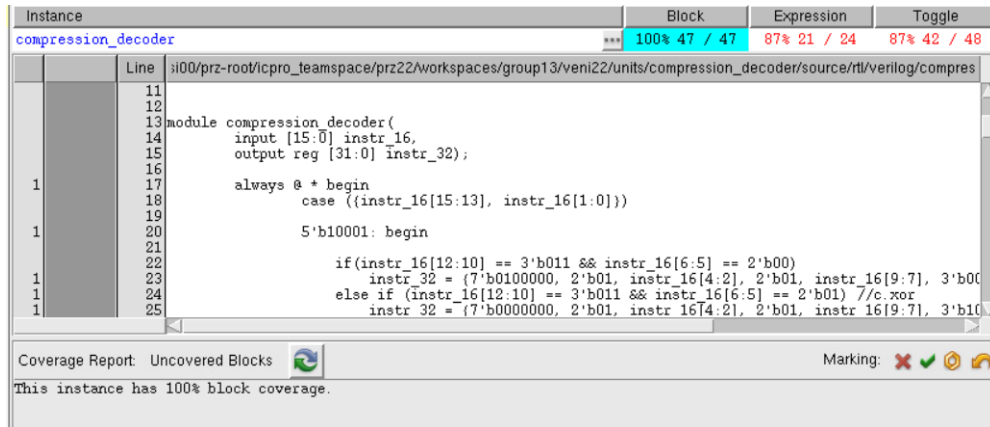 Instance Block Expression Toggle
compression_decoder ... 100% 47 / 47 87% 21 / 24 87% 42 / 48
Line si00/prz-root/icpro_teamspace/prz22/workspaces/group13/veni22/units/compression_decoder/source/rtl/verilog/compres
11
12
13 module compression_decoder(
14 input [15:0] instr_16,
15 output reg [31:0] instr_32);
16
1 17 always @ * begin
18 case ({instr_16[15:13], instr_16[1:0]})
19
1 20 5'b10001: begin
21
22 if(instr_16[12:10] == 3'b011 && instr_16[6:5] == 2'b00)
1 23 instr_32 = {7'b0100000, 2'b01, instr_16[4:2], 2'b01, instr_16[9:7], 3'b00
1 24 else if (instr_16[12:10] == 3'b011 && instr_16[6:5] == 2'b01) //c.xor
1 25 instr_32 = {7'b0000000, 2'b01, instr_16[4:2], 2'b01, instr_16[9:7], 3'b10
Coverage Report: Uncovered Blocks Marking:
This instance has 100% block coverage.